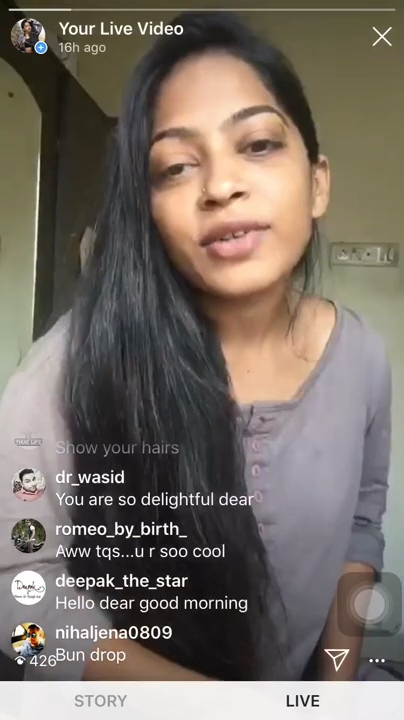 Your Live Video
16h ago
Show your hairs
dr_wasid
You are so delightful dear
romeo_by_birth_
Aww tqs...u r soo cool
deepak_the_star
Hello dear good morning
nihaljena0809
Bun drop
426
STORY
LIVE